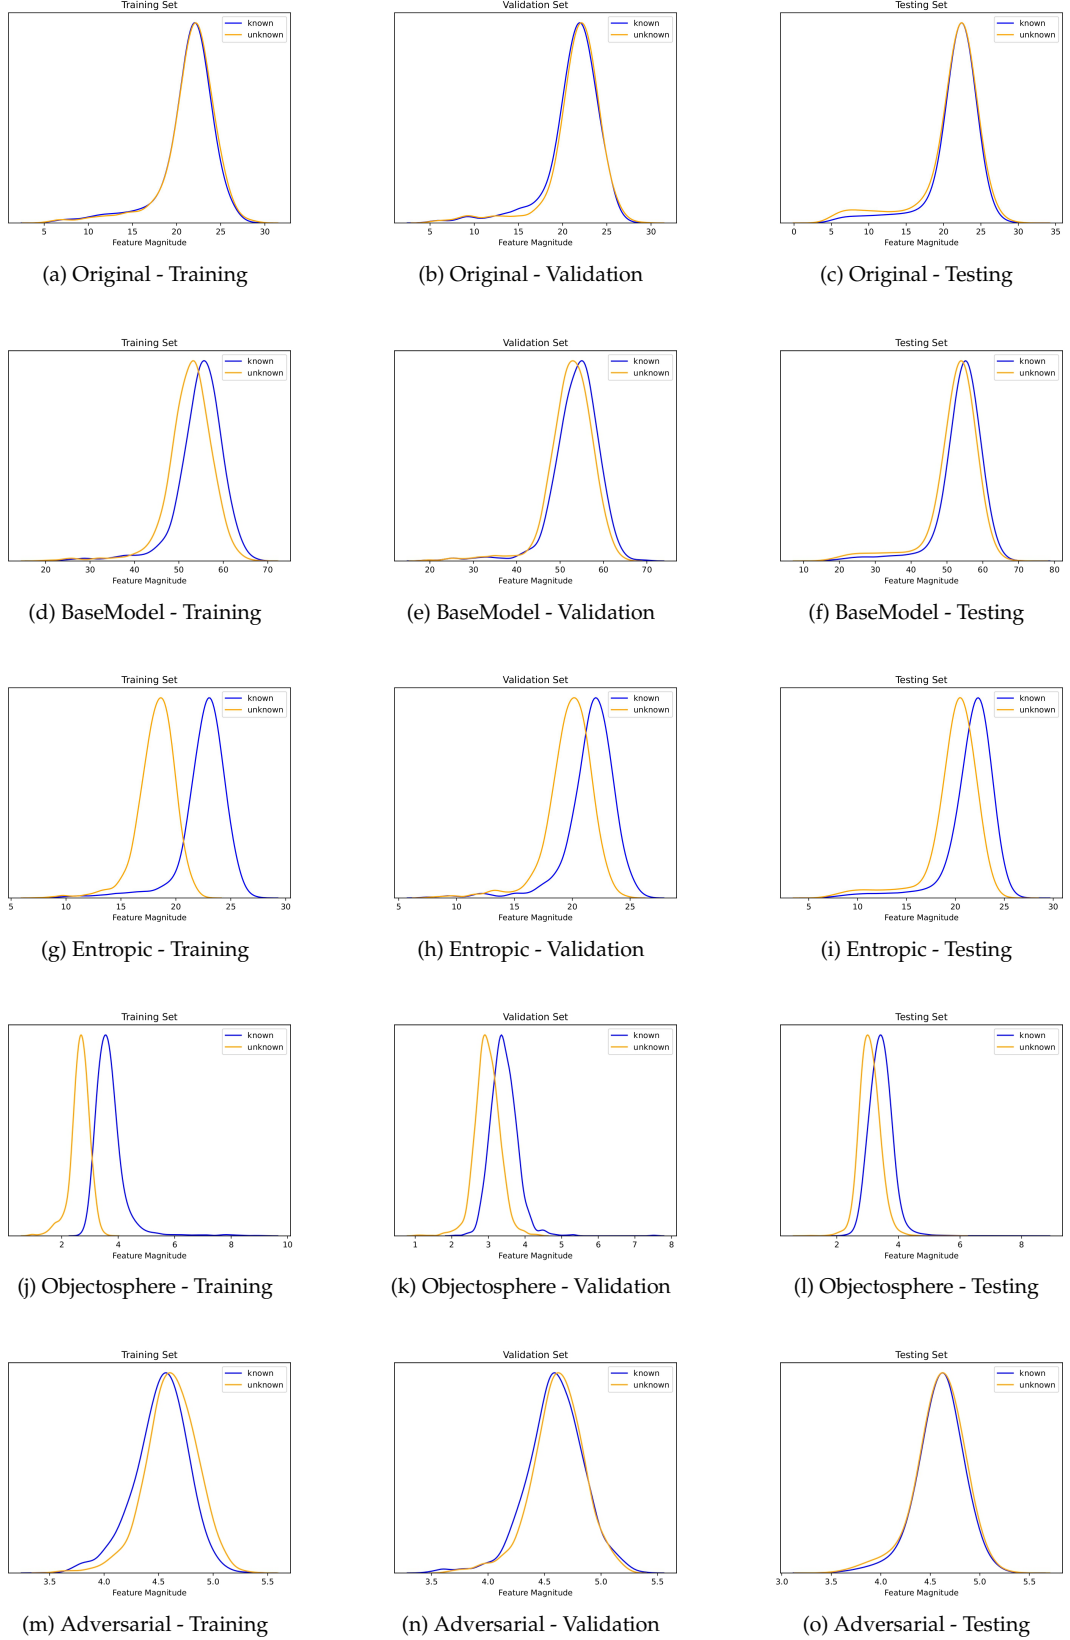 Training Set
known
unknown
5 10 15 20 25 30
Feature Magnitude
(a) Original - Training
Validation Set
known
unknown
5 10 15 20 25 30
Feature Magnitude
(b) Original - Validation
Testing Set
known
unknown
0 5 10 15 20 25 30 35
Feature Magnitude
(c) Original - Testing
Training Set
known
unknown
20 30 40 50 60 70
Feature Magnitude
(d) BaseModel - Training
Validation Set
known
unknown
20 30 40 50 60 70
Feature Magnitude
(e) BaseModel - Validation
Testing Set
known
unknown
10 20 30 40 50 60 70 80
Feature Magnitude
(f) BaseModel - Testing
Training Set
known
unknown
5 10 15 20 25 30
Feature Magnitude
(g) Entropic - Training
Validation Set
known
unknown
5 10 15 20 25
Feature Magnitude
(h) Entropic - Validation
Testing Set
known
unknown
5 10 15 20 25 30
Feature Magnitude
(i) Entropic - Testing
Training Set
known
unknown
2 4 6 8 10
Feature Magnitude
(j) Objectosphere - Training
Validation Set
known
unknown
1 2 3 4 5 6 7 8
Feature Magnitude
(k) Objectosphere - Validation
Testing Set
known
unknown
2 4 6 8
Feature Magnitude
(l) Objectosphere - Testing
Training Set
known
unknown
3.5 4.0 4.5 5.0 5.5
Feature Magnitude
(m) Adversarial - Training
Validation Set
known
unknown
3.5 4.0 4.5 5.0 5.5
Feature Magnitude
(n) Adversarial - Validation
Testing Set
known
unknown
3.0 3.5 4.0 4.5 5.0 5.5
Feature Magnitude
(o) Adversarial - Testing